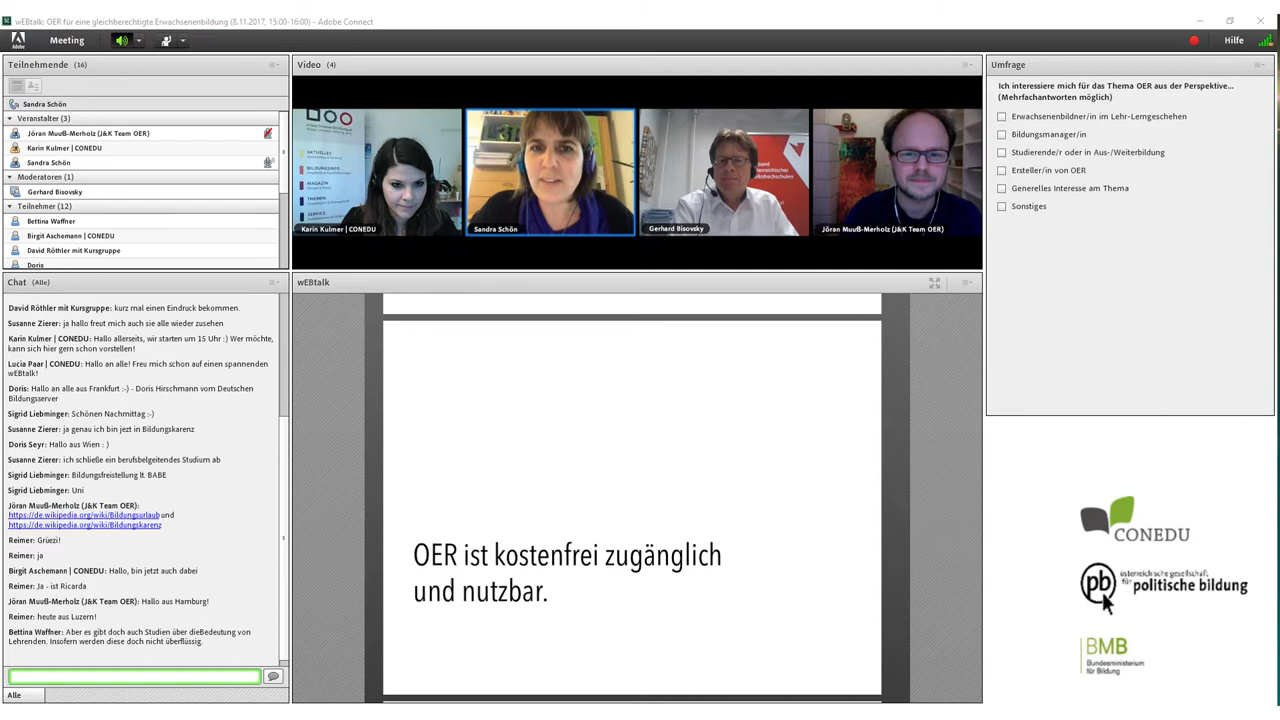 wEBtalk: OER für eine gleichberechtigte Erwachsenenbildung (8.11.2017, 15:00-16:00) - Adobe Connect
Adobe
Meeting
Hilfe
Teilnehmende (16)
Sandra Schön
Veranstalter (3)
Jöran Muuß-Merholz (J&K Team OER)
Karin Kulmer | CONEDU
Sandra Schön
Moderatoren (1)
Gerhard Bisovsky
Teilnehmer (12)
Bettina Waffner
Birgit Aschemann | CONEDU
David Röthler mit Kursgruppe
Doris
Video (4)
AKTUELLES
BILDUNGSINFO
MAGAZIN
THEMEN
SERVICE
Karin Kulmer | CONEDU
Sandra Schön
Gerhard Bisovsky
Jöran Muuß-Merholz (J&K Team OER)
Umfrage
Ich interessiere mich für das Thema OER aus der Perspektive...
(Mehrfachantworten möglich)
Erwachsenenbildner/in im Lehr-Lerngeschehen
Bildungsmanager/in
Studierende/r oder in Aus-/Weiterbildung
Ersteller/in von OER
Generelles Interesse am Thema
Sonstiges
Chat (Alle)
David Röthler mit Kursgruppe: kurz mal einen Eindruck bekommen.
Susanne Zierer: ja hallo freut mich auch sie alle wieder zusehen
Karin Kulmer | CONEDU: Hallo allerseits, wir starten um 15 Uhr :) Wer möchte,
kann sich hier gern schon vorstellen!
Lucia Paar | CONEDU: Hallo an alle! Freu mich schon auf einen spannenden
wEBtalk!
Doris: Hallo an alle aus Frankfurt :-) - Doris Hirschmann vom Deutschen
Bildungsserver
Sigrid Liebminger: Schönen Nachmittag :-)
Susanne Zierer: ja genau ich bin jezt in Bildungskarenz
Doris Seyr: Hallo aus Wien : )
Susanne Zierer: ich schließe ein berufsbelgeitendes Studium ab
Sigrid Liebminger: Bildungsfreistellung lt. BABE
Sigrid Liebminger: Uni
Jöran Muuß-Merholz (J&K Team OER):
https://de.wikipedia.org/wiki/Bildungsurlaub und
https://de.wikipedia.org/wiki/Bildungskarenz
Reimer: Grüezi!
Reimer: ja
Birgit Aschemann | CONEDU: Hallo, bin jetzt auch dabei
Reimer: Ja - ist Ricarda
Jöran Muuß-Merholz (J&K Team OER): Hallo aus Hamburg!
Reimer: heute aus Luzern!
Bettina Waffner: Aber es gibt doch auch Studien über dieBedeutung von
Lehrenden. Insofern werden diese doch nicht überflüssig.
Alle
wEBtalk
OER ist kostenfrei zugänglich
und nutzbar.
CONEDU
pb
österreichische gesellschaft
für politische bildung
BMB
Bundesministerium
für Bildung